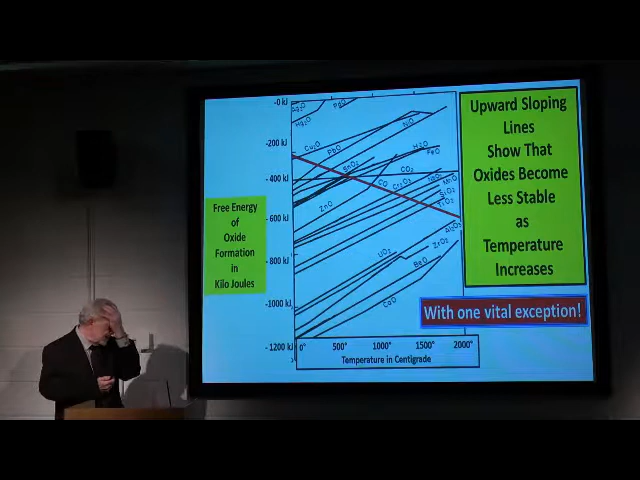 Free Energy
of
Oxide
Formation
in
Kilo Joules
-0 kJ
-200 kJ
-400 kJ
-600 kJ
-800 kJ
-1000 kJ
-1200 kJ
0°
500°
1000°
1500°
2000°
Temperature in Centigrade
PgO
Hg2O
Cu2O
PbO
NiO
SnO2
H2O
FeO
CO2
CO
Cr2O3
MnO
SiO2
TiO2
ZnO
Al2O3
UO2
ZrO2
BeO
CaO
Upward Sloping
Lines
Show That
Oxides Become
Less Stable
as
Temperature
Increases
With one vital exception!